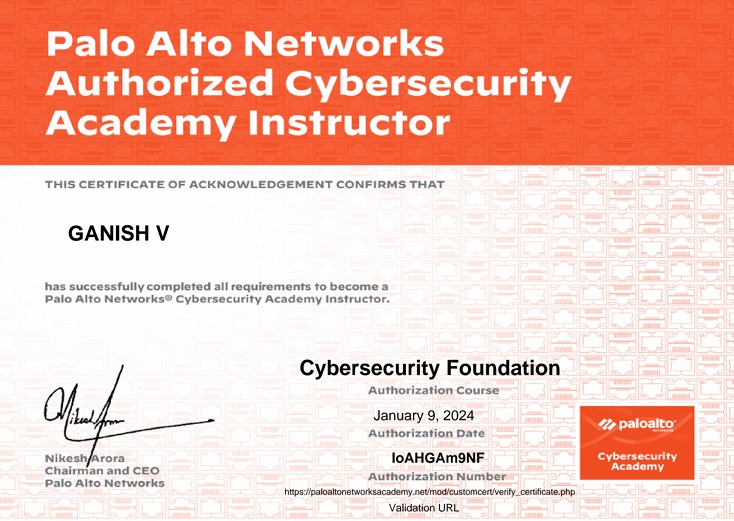 Palo Alto Networks
Authorized Cybersecurity
Academy Instructor
THIS CERTIFICATE OF ACKNOWLEDGEMENT CONFIRMS THAT
GANISH V
has successfully completed all requirements to become a
Palo Alto Networks® Cybersecurity Academy Instructor.
Cybersecurity Foundation
Authorization Course
January 9, 2024
Authorization Date
IoAHGAm9NF
Authorization Number
https://paloaltonetworksacademy.net/mod/customcert/verify_certificate.php
Validation URL
Nikesh Arora
Nikesh Arora
Chairman and CEO
Palo Alto Networks
paloalto
NETWORKS
Cybersecurity
Academy